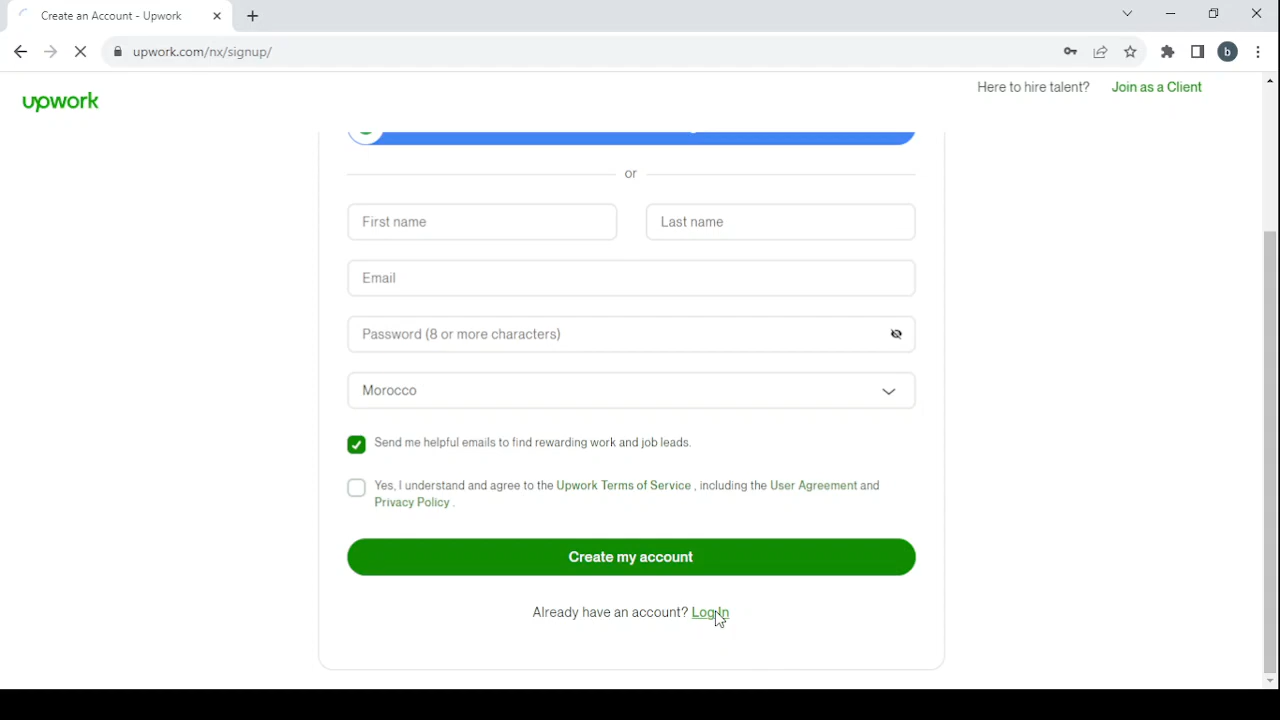 Create an Account - Upwork
upwork.com/nx/signup/
b
upwork
Here to hire talent? Join as a Client
or
First name
Last name
Email
Password (8 or more characters)
Morocco
Send me helpful emails to find rewarding work and job leads.
Yes, I understand and agree to the Upwork Terms of Service , including the User Agreement and
Privacy Policy .
Create my account
Already have an account? Log In